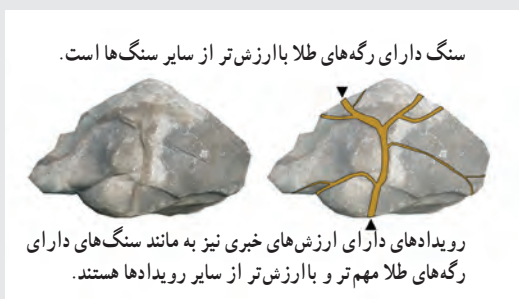 سنگ دارای رگه‌های طلا باارزش‌تر از سایر سنگ‌ها است.
رویدادهای دارای ارزش‌های خبری نیز به مانند سنگ‌های دارای
رگه‌های طلا مهم‌تر و باارزش‌تر از سایر رویدادها هستند.